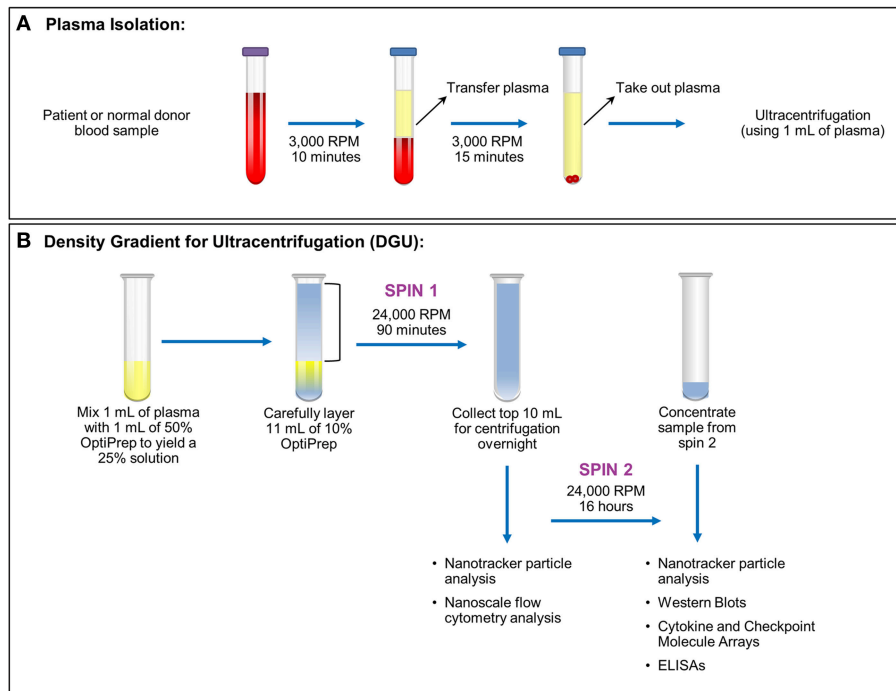 A Plasma Isolation:
Patient or normal donor
blood sample
3,000 RPM
10 minutes
Transfer plasma
3,000 RPM
15 minutes
Take out plasma
Ultracentrifugation
(using 1 mL of plasma)
B Density Gradient for Ultracentrifugation (DGU):
Mix 1 mL of plasma
with 1 mL of 50%
OptiPrep to yield a
25% solution
Carefully layer
11 mL of 10%
OptiPrep
SPIN 1
24,000 RPM
90 minutes
Collect top 10 mL
for centrifugation
overnight
SPIN 2
24,000 RPM
16 hours
Concentrate
sample from
spin 2
• Nanotracker particle
analysis
• Nanoscale flow
cytometry analysis
• Nanotracker particle
analysis
• Western Blots
• Cytokine and Checkpoint
Molecule Arrays
• ELISAs